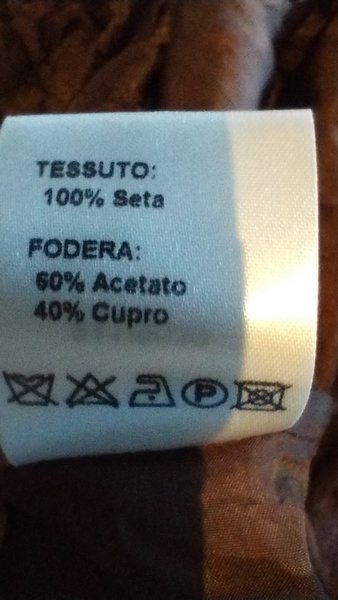 TESSUTO:
100% Seta
FODERA:
60% Acetato
40% Cupro
P